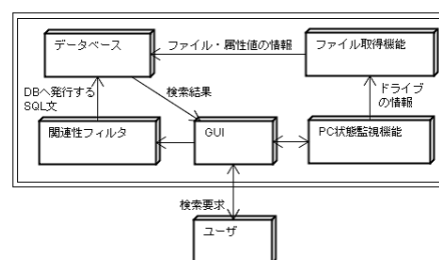 データベース
ファイル・属性値の情報
ファイル取得機能
DBへ発行する
SQL文
検索結果
ドライブ
の情報
関連性フィルタ
GUI
PC状態監視機能
検索要求
ユーザ